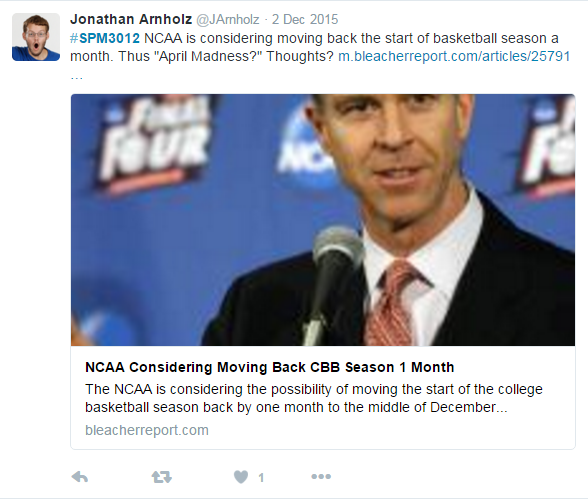 Jonathan Arnholz @JArnholz · 2 Dec 2015
#SPM3012 NCAA is considering moving back the start of basketball season a
month. Thus "April Madness?" Thoughts? m.bleacherreport.com/articles/25791
...
FINAL
FOUR
NC
Fo
NCAA Considering Moving Back CBB Season 1 Month
The NCAA is considering the possibility of moving the start of the college
basketball season back by one month to the middle of December...
bleacherreport.com
1